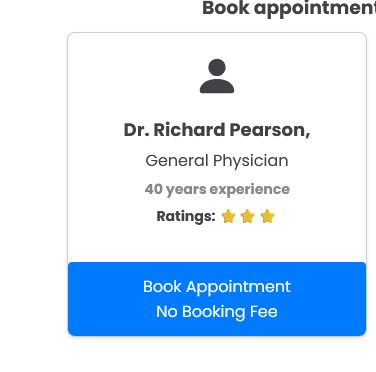 Book appointment
Dr. Richard Pearson,
General Physician
40 years experience
Ratings:
Book Appointment
No Booking Fee